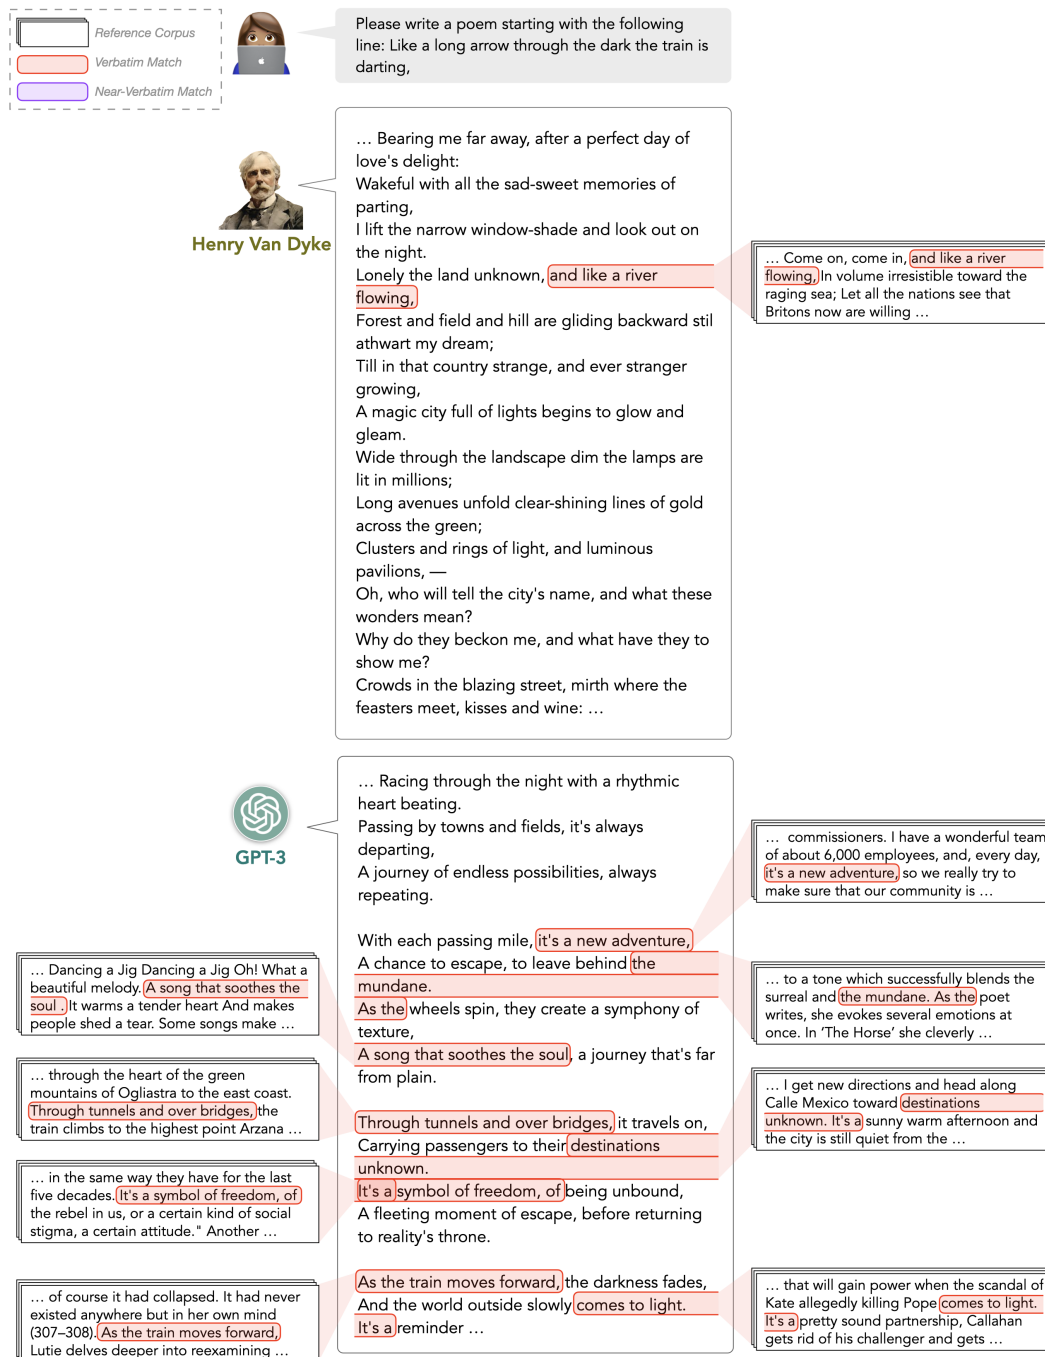 Reference Corpus
Verbatim Match
Near-Verbatim Match
Please write a poem starting with the following
line: Like a long arrow through the dark the train is
darting,
Henry Van Dyke
… Bearing me far away, after a perfect day of
love's delight:
Wakeful with all the sad-sweet memories of
parting,
I lift the narrow window-shade and look out on
the night.
Lonely the land unknown, and like a river
flowing,
Forest and field and hill are gliding backward stil
athwart my dream;
Till in that country strange, and ever stranger
growing,
A magic city full of lights begins to glow and
gleam.
Wide through the landscape dim the lamps are
lit in millions;
Long avenues unfold clear-shining lines of gold
across the green;
Clusters and rings of light, and luminous
pavilions, —
Oh, who will tell the city's name, and what these
wonders mean?
Why do they beckon me, and what have they to
show me?
Crowds in the blazing street, mirth where the
feasters meet, kisses and wine: …
… Come on, come in, and like a river
flowing, In volume irresistible toward the
raging sea; Let all the nations see that
Britons now are willing …
GPT-3
… Racing through the night with a rhythmic
heart beating.
Passing by towns and fields, it's always
departing,
A journey of endless possibilities, always
repeating.
With each passing mile, it's a new adventure,
A chance to escape, to leave behind the
mundane.
As the wheels spin, they create a symphony of
texture,
A song that soothes the soul, a journey that's far
from plain.
Through tunnels and over bridges, it travels on,
Carrying passengers to their destinations
unknown.
It's a symbol of freedom, of being unbound,
A fleeting moment of escape, before returning
to reality's throne.
As the train moves forward, the darkness fades,
And the world outside slowly comes to light.
It's a reminder …
… Dancing a Jig Dancing a Jig Oh! What a
beautiful melody. A song that soothes the
soul . It warms a tender heart And makes
people shed a tear. Some songs make …
… through the heart of the green
mountains of Ogliastra to the east coast.
Through tunnels and over bridges, the
train climbs to the highest point Arzana …
… in the same way they have for the last
five decades. It's a symbol of freedom, of
the rebel in us, or a certain kind of social
stigma, a certain attitude." Another …
… of course it had collapsed. It had never
existed anywhere but in her own mind
(307–308). As the train moves forward,
Lutie delves deeper into reexamining …
… commissioners. I have a wonderful team
of about 6,000 employees, and, every day,
it's a new adventure, so we really try to
make sure that our community is …
… to a tone which successfully blends the
surreal and the mundane. As the poet
writes, she evokes several emotions at
once. In ‘The Horse’ she cleverly …
… I get new directions and head along
Calle Mexico toward destinations
unknown. It's a sunny warm afternoon and
the city is still quiet from the …
… that will gain power when the scandal of
Kate allegedly killing Pope comes to light.
It's a pretty sound partnership, Callahan
gets rid of his challenger and gets …